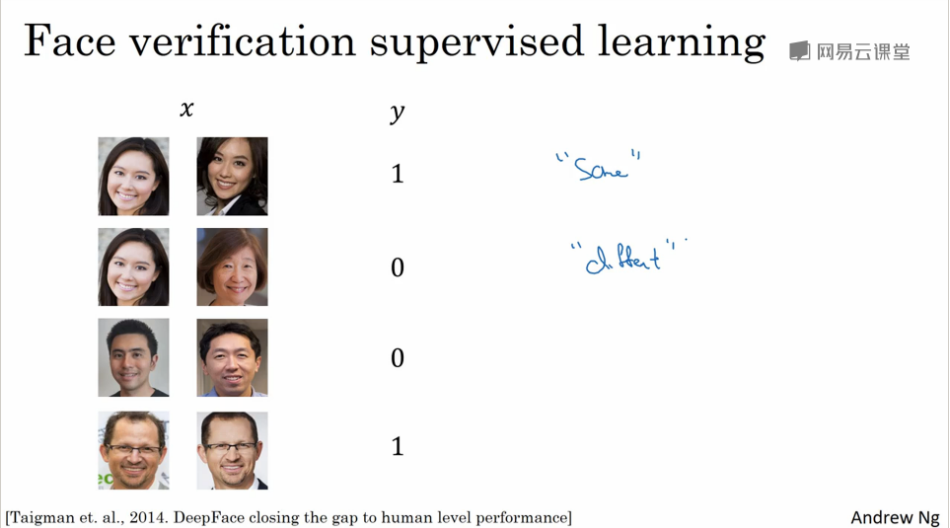 Face verification supervised learning
网易云课堂
x y
1 "Same"
0 "different"
0
1
[Taigman et. al., 2014. DeepFace closing the gap to human level performance]
Andrew Ng